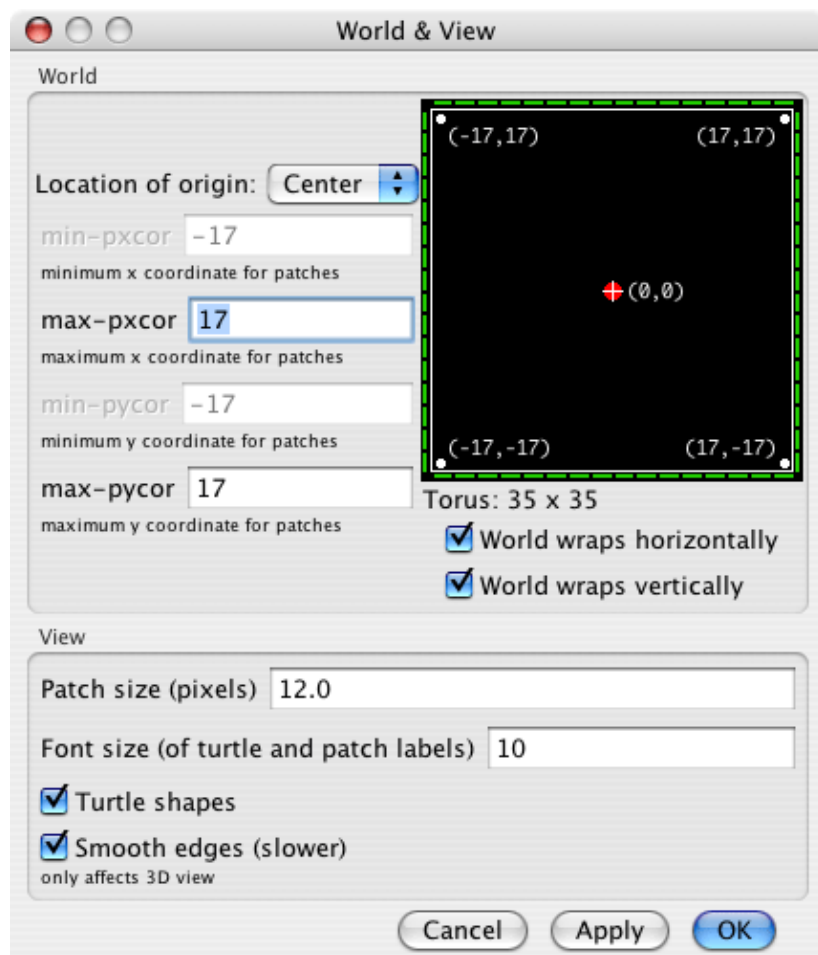 World & View
World
Location of origin: Center
min-pxcor -17
minimum x coordinate for patches
max-pxcor 17
maximum x coordinate for patches
min-pycor -17
minimum y coordinate for patches
max-pycor 17
maximum y coordinate for patches
(-17,17) (17,17)
(0,0)
(-17,-17) (17,-17)
Torus: 35 x 35
World wraps horizontally
World wraps vertically
View
Patch size (pixels) 12.0
Font size (of turtle and patch labels) 10
Turtle shapes
Smooth edges (slower)
only affects 3D view
Cancel Apply OK